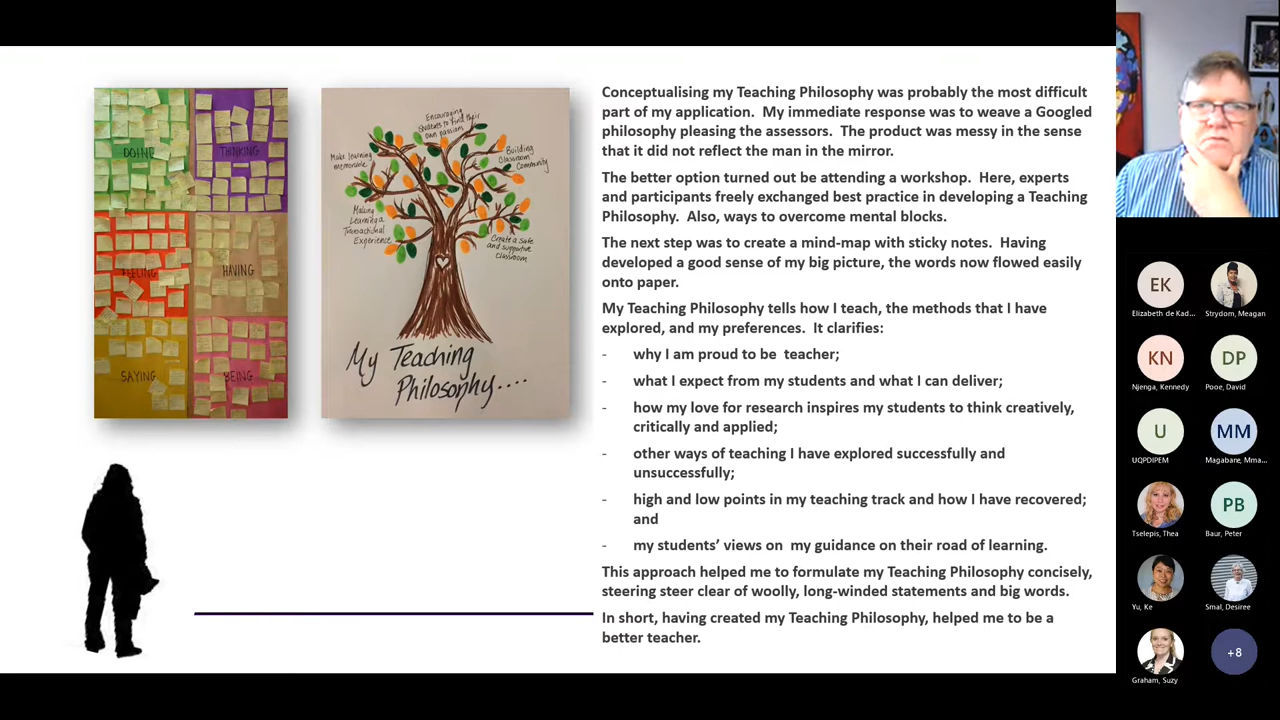 DOING
THINKING
FEELING
HAVING
SAYING
BEING
Encouraging
students to find their
own passions
Make learning
memorable
Building
Classroom
Community
Making
Learning a
Transactional
Experience
Create a safe
and supportive
classroom
My Teaching
Philosophy....
Conceptualising my Teaching Philosophy was probably the most difficult
part of my application.  My immediate response was to weave a Googled
philosophy pleasing the assessors.  The product was messy in the sense
that it did not reflect the man in the mirror.
The better option turned out be attending a workshop.  Here, experts
and participants freely exchanged best practice in developing a Teaching
Philosophy.  Also, ways to overcome mental blocks.
The next step was to create a mind-map with sticky notes.  Having
developed a good sense of my big picture, the words now flowed easily
onto paper.
My Teaching Philosophy tells how I teach, the methods that I have
explored, and my preferences.  It clarifies:
- why I am proud to be  teacher;
- what I expect from my students and what I can deliver;
- how my love for research inspires my students to think creatively,
critically and applied;
- other ways of teaching I have explored successfully and
unsuccessfully;
- high and low points in my teaching track and how I have recovered;
and
- my students' views on  my guidance on their road of learning.
This approach helped me to formulate my Teaching Philosophy concisely,
steering steer clear of woolly, long-winded statements and big words.
In short, having created my Teaching Philosophy, helped me to be a
better teacher.
EK
Elizabeth de Kad...
Strydom, Meagan
KN
Njenga, Kennedy
DP
Pooe, David
U
UQPDIPEM
MM
Magabane, Mma...
Tselepis, Thea
PB
Baur, Peter
Yu, Ke
Smal, Desiree
Graham, Suzy
+8